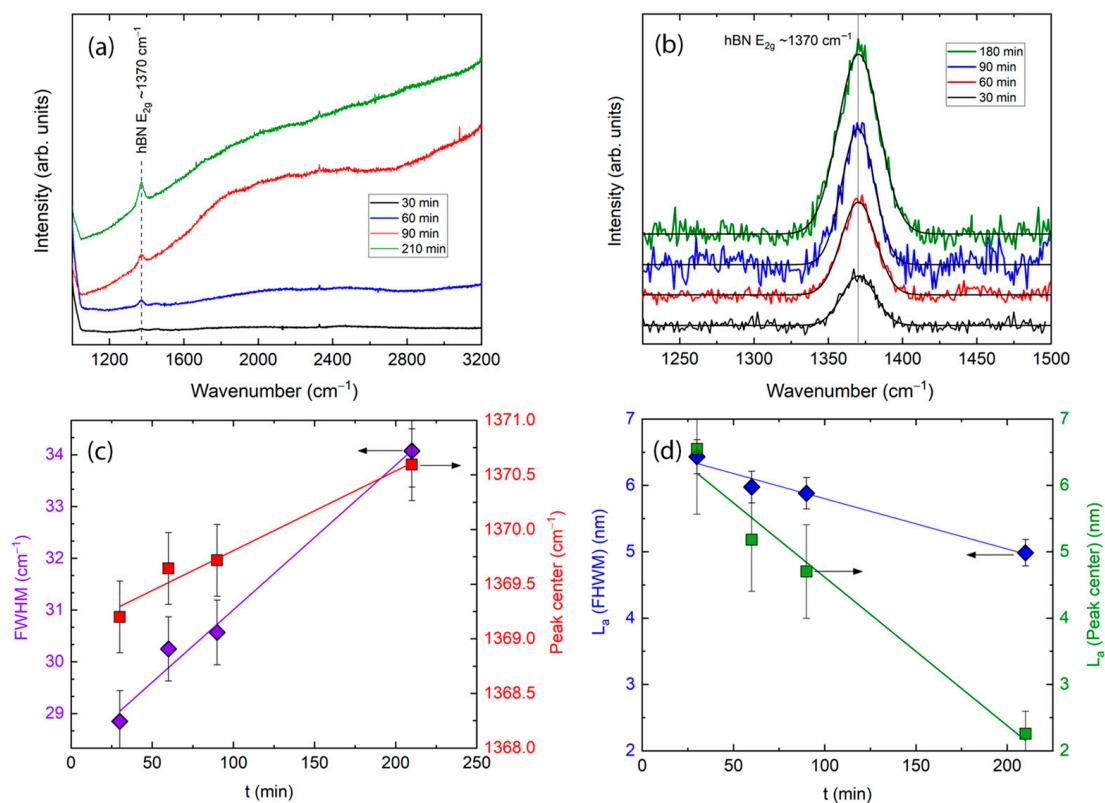 (a)
hBN E2g ~1370 cm⁻¹
Intensity (arb. units)
30 min
60 min
90 min
210 min
1200 1600 2000 2400 2800 3200
Wavenumber (cm⁻¹)
(b)
hBN E2g ~1370 cm⁻¹
Intensity (arb. units)
180 min
90 min
60 min
30 min
1250 1300 1350 1400 1450 1500
Wavenumber (cm⁻¹)
(c)
FWHM (cm⁻¹)
34
33
32
31
30
29
1371.0
1370.5
1370.0
1369.5
1369.0
1368.5
1368.0
Peak center (cm⁻¹)
0 50 100 150 200 250
t (min)
(d)
La (FHWM) (nm)
7
6
5
4
3
2
7
6
5
4
3
2
La (Peak center) (nm)
0 50 100 150 200
t (min)